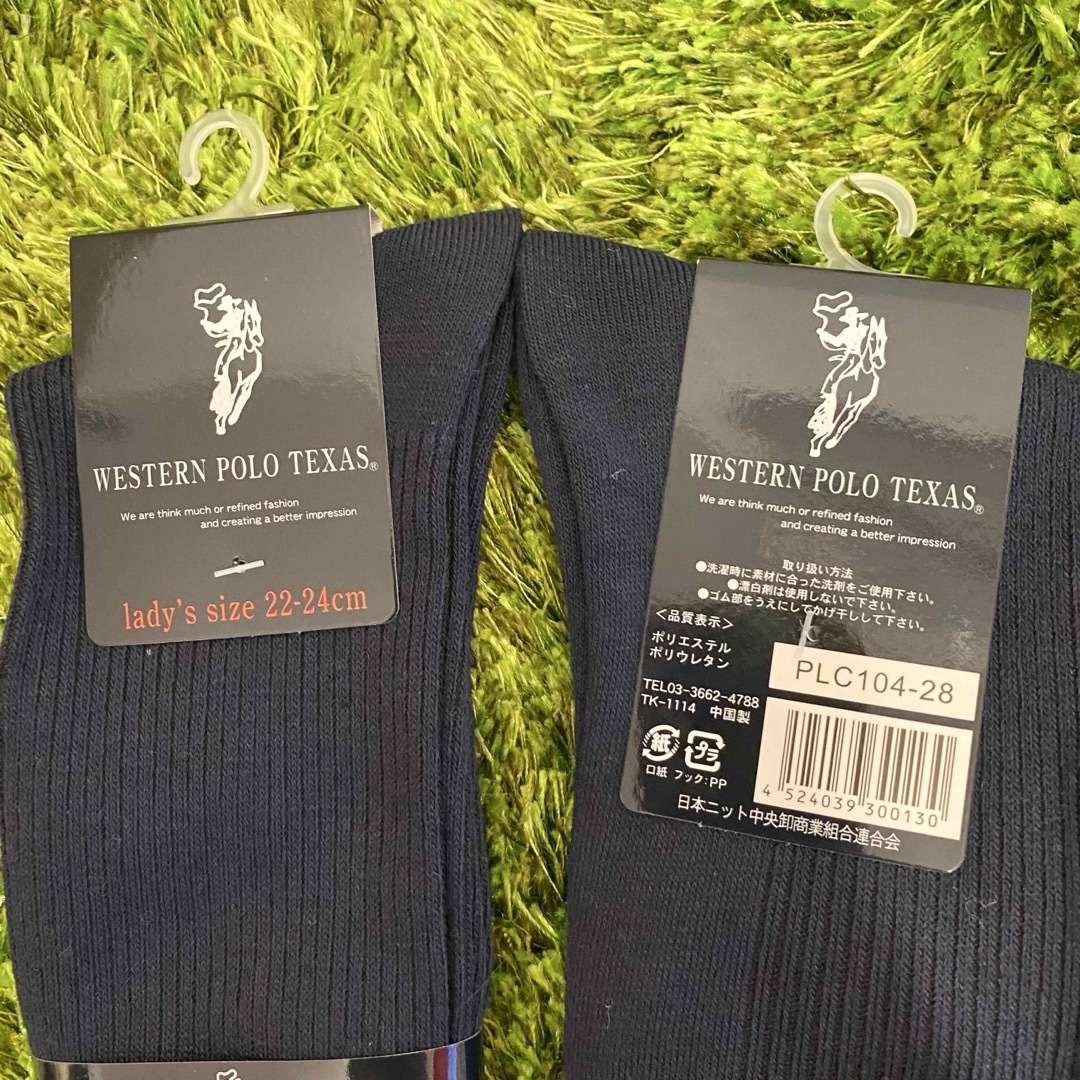 WESTERN POLO TEXAS®
We are think much or refined fashion
and creating a better impression
lady's size 22-24cm
WESTERN POLO TEXAS®
We are think much or refined fashion
and creating a better impression
取り扱い方法
●洗濯時に素材に合った洗剤をご使用下さい。
●漂白剤は使用しないで下さい。
●ゴム部をうえにしてかげ干しして下さい。
＜品質表示＞
ポリエステル
ポリウレタン
PLC104-28
TEL03-3662-4788
TK-1114 中国製
紙 プラ
口紙 フック:PP
4 524039 300130
日本ニット中央卸商業組合連合会